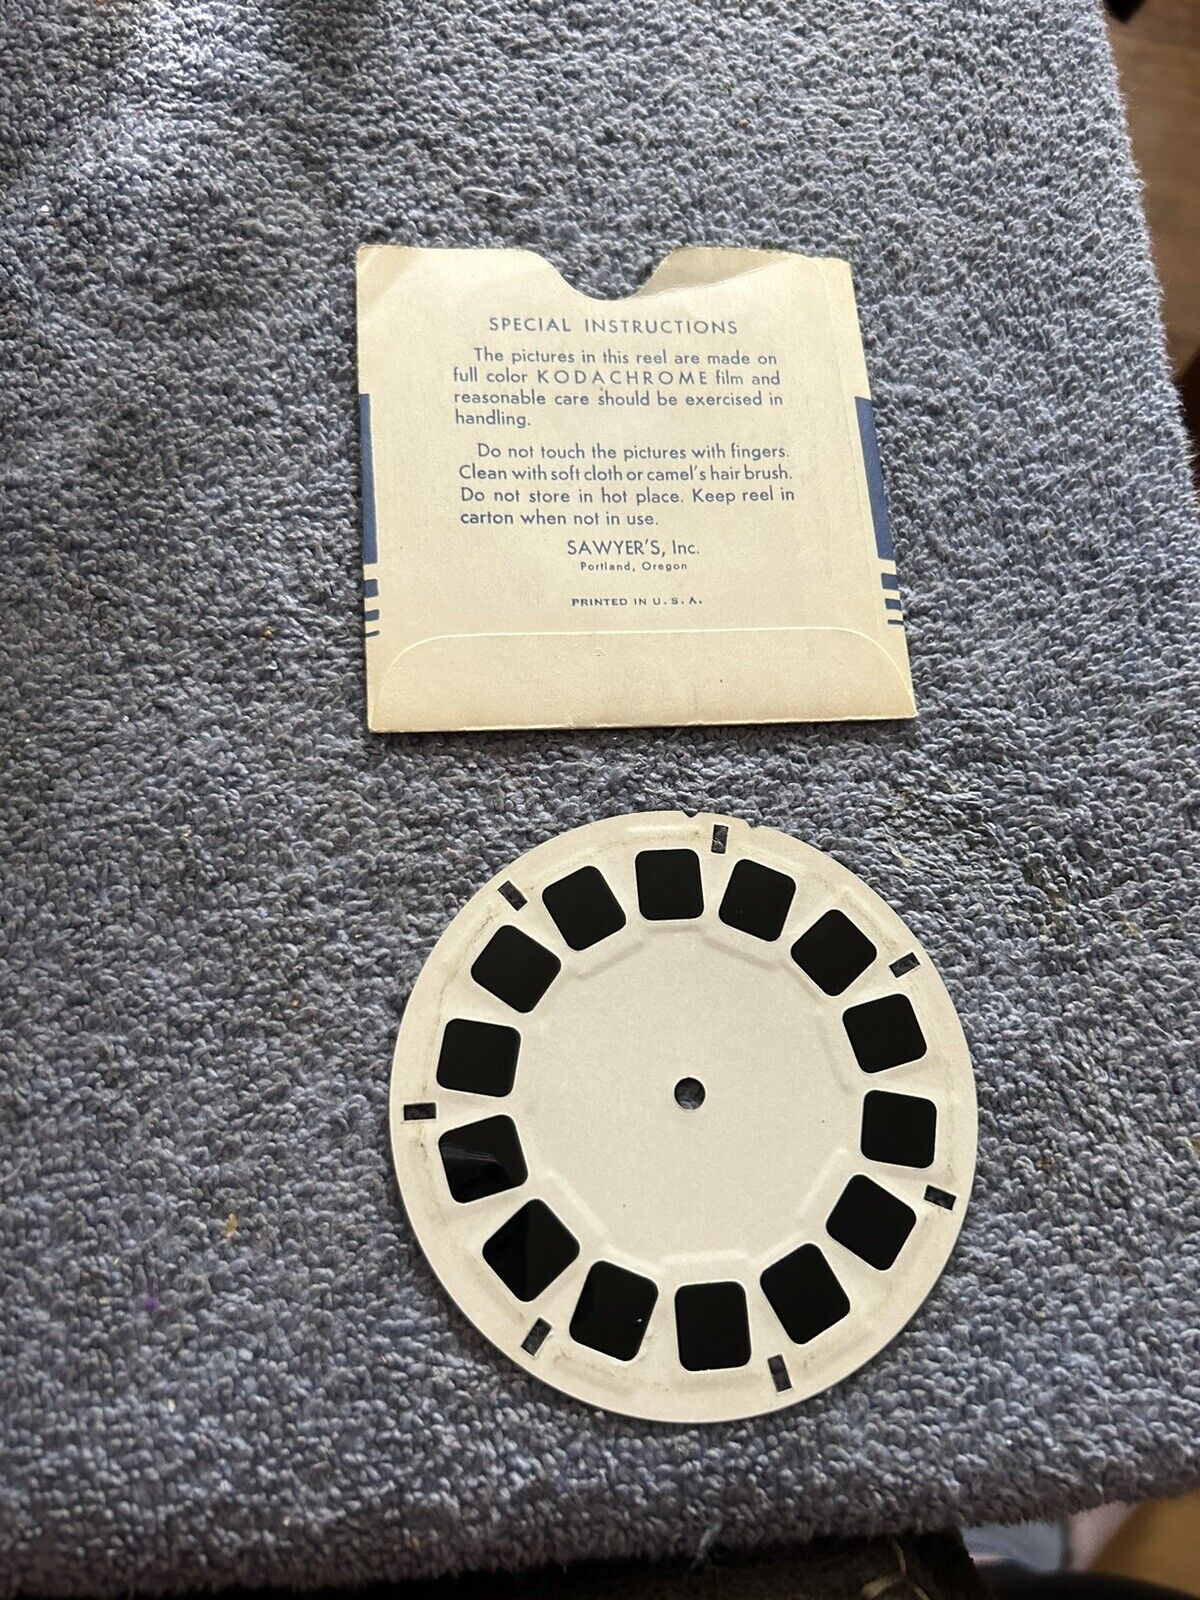 SPECIAL INSTRUCTIONS
The pictures in this reel are made on
full color KODACHROME film and
reasonable care should be exercised in
handling.
Do not touch the pictures with fingers.
Clean with soft cloth or camel's hair brush.
Do not store in hot place. Keep reel in
carton when not in use.
SAWYER'S, Inc.
Portland, Oregon
PRINTED IN U. S. A.